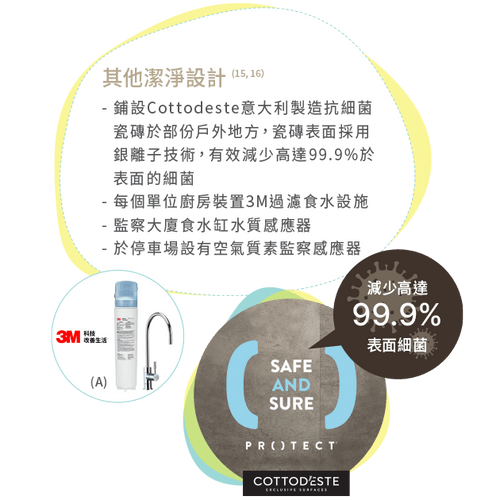 其他潔淨設計 (15, 16)
- 鋪設Cottodeste意大利製造抗細菌
瓷磚於部份戶外地方，瓷磚表面採用
銀離子技術，有效減少高達99.9%於
表面的細菌
- 每個單位廚房裝置3M過濾食水設施
- 監察大廈食水缸水質感應器
- 於停車場設有空氣質素監察感應器
減少高達
99.9%
表面細菌
3M 科技
改善生活
3M
(A)
SAFE
AND
SURE
PR()TECT
COTTOD'ESTE
EXCLUSIVE SURFACES